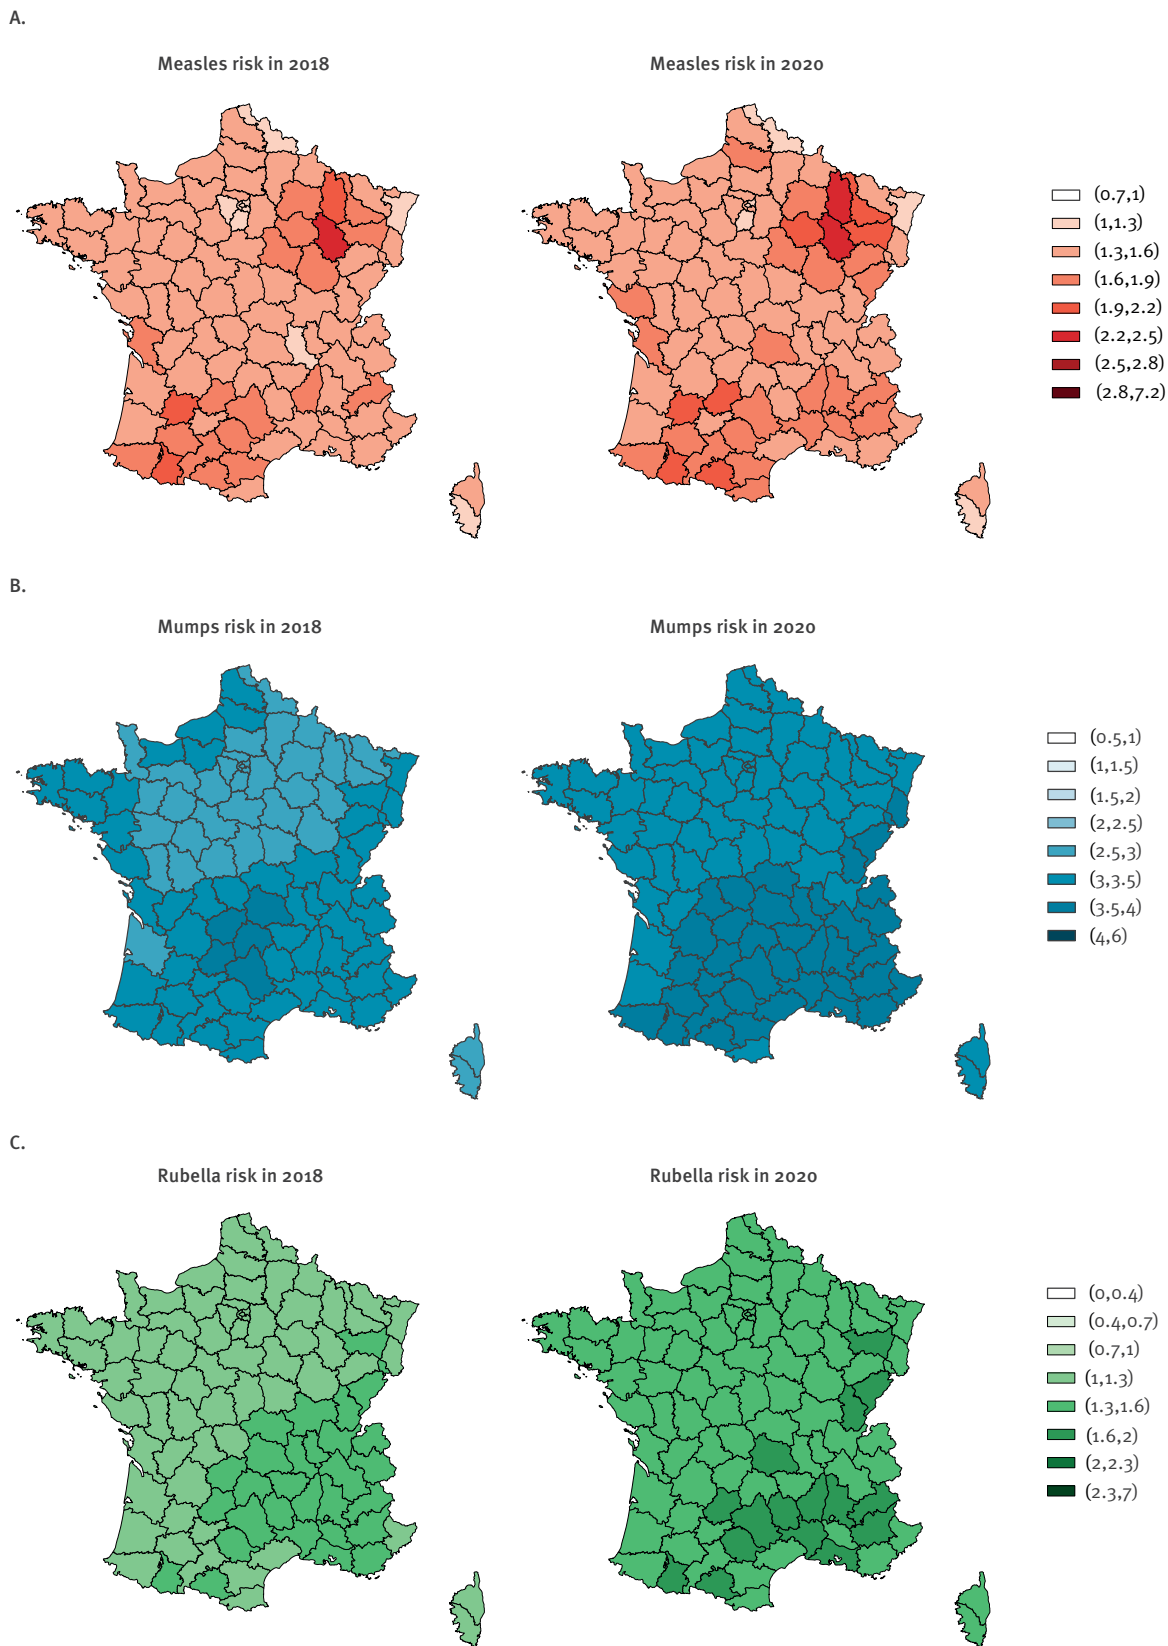 A.
Measles risk in 2018
Measles risk in 2020
(0.7,1)
(1,1.3)
(1.3,1.6)
(1.6,1.9)
(1.9,2.2)
(2.2,2.5)
(2.5,2.8)
(2.8,7.2)
B.
Mumps risk in 2018
Mumps risk in 2020
(0.5,1)
(1,1.5)
(1.5,2)
(2,2.5)
(2.5,3)
(3,3.5)
(3.5,4)
(4,6)
C.
Rubella risk in 2018
Rubella risk in 2020
(0,0.4)
(0.4,0.7)
(0.7,1)
(1,1.3)
(1.3,1.6)
(1.6,2)
(2,2.3)
(2.3,7)